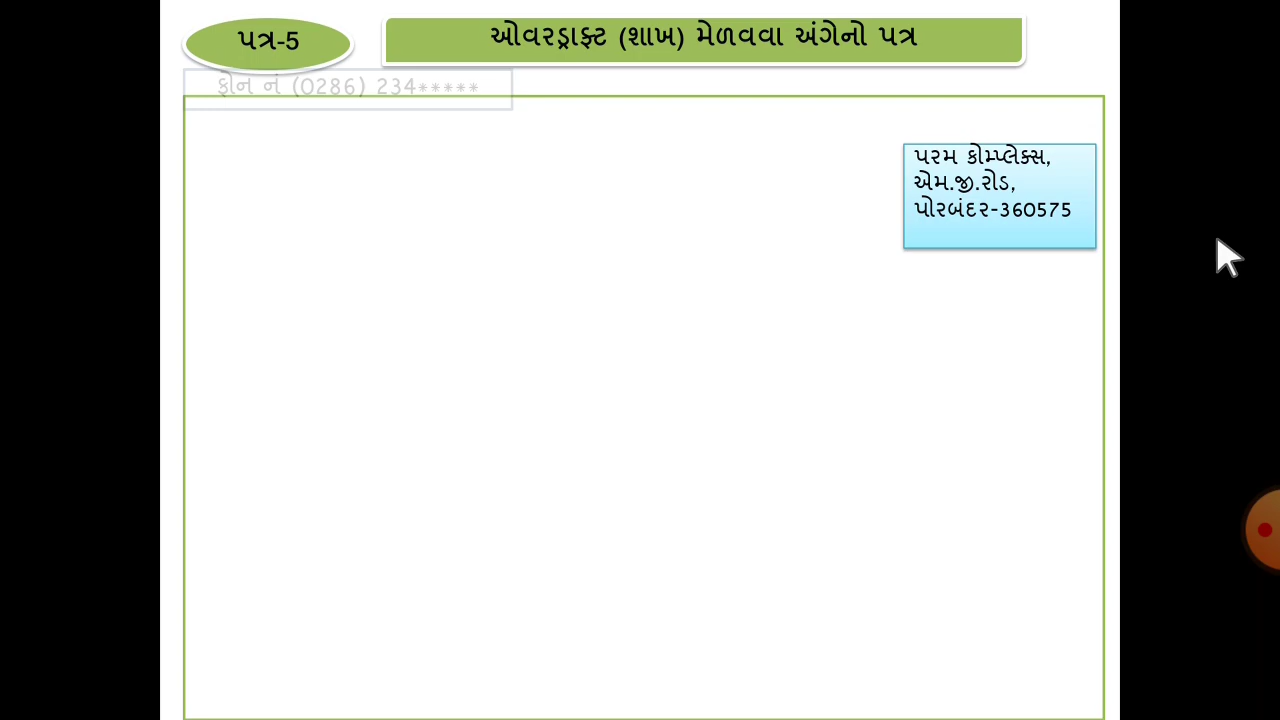 પત્ર-5
ઓવરડ્રાફ્ટ (શાખ) મેળવવા અંગેનો પત્ર
ફોન નં (0286) 234*****
પરમ કોમ્પ્લેક્સ,
એમ.જી.રોડ,
પોરબંદર-360575